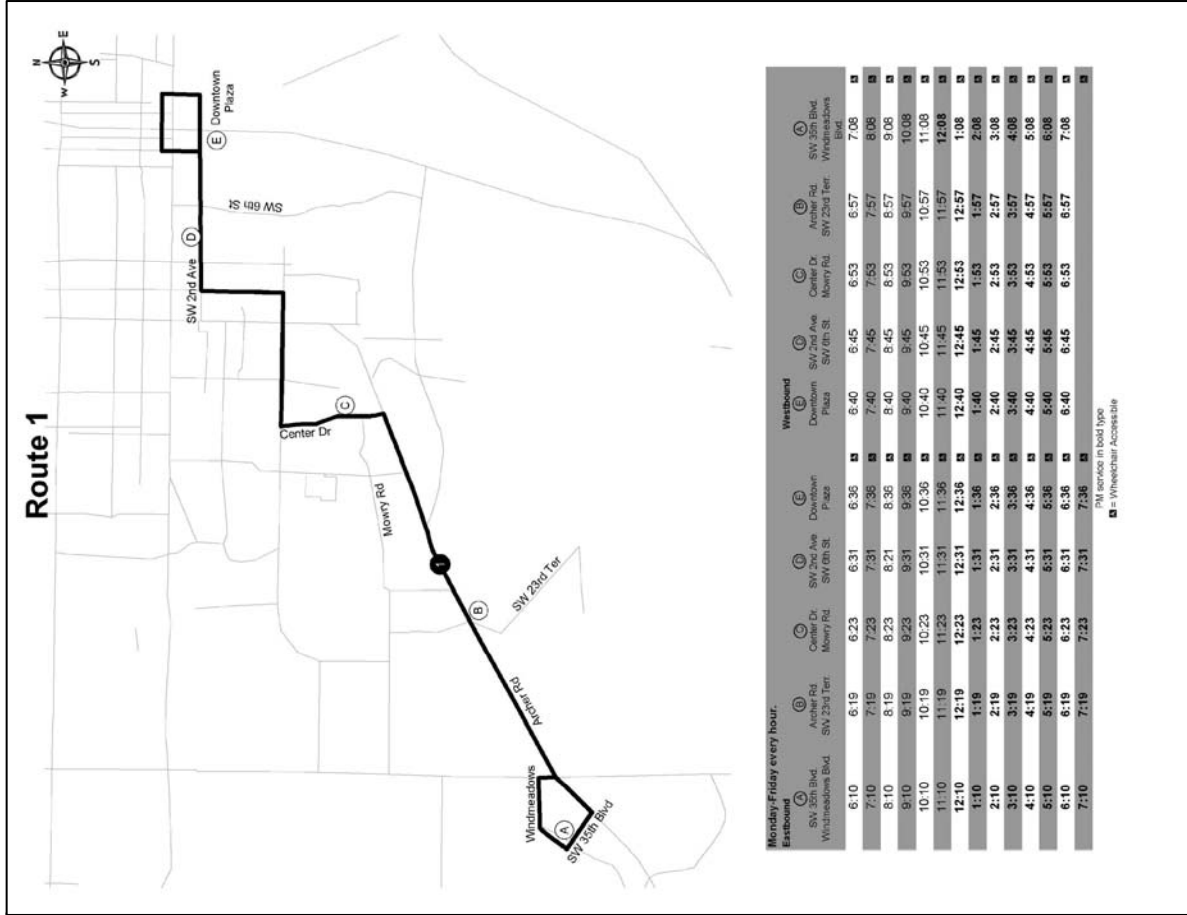 Route 1
N
E
S
W
E
Downtown
Plaza
SW 6th St
D
SW 2nd Ave
C
Center Dr
Mowry Rd
1
B
SW 23rd Ter
Archer Rd
Windmeadows
A
SW 35th Blvd
Monday-Friday every hour.
Eastbound Westbound
A B C D E E D C B A
SW 35th Blvd. Archer Rd. Center Dr. SW 2nd Ave Downtown Downtown SW 2nd Ave Center Dr. Archer Rd. SW 35th Blvd.
Windmeadows Blvd. SW 23rd Terr. Mowry Rd. SW 6th St. Plaza Plaza SW 6th St. Mowry Rd. SW 23rd Terr. Windmeadows
Blvd.
6:10 6:19 6:23 6:31 6:36 6:40 6:45 6:53 6:57 7:08
7:10 7:19 7:23 7:31 7:36 7:40 7:45 7:53 7:57 8:08
8:10 8:19 8:23 8:21 8:36 8:40 8:45 8:53 8:57 9:08
9:10 9:19 9:23 9:31 9:36 9:40 9:45 9:53 9:57 10:08
10:10 10:19 10:23 10:31 10:36 10:40 10:45 10:53 10:57 11:08
11:10 11:19 11:23 11:31 11:36 11:40 11:45 11:53 11:57 12:08
12:10 12:19 12:23 12:31 12:36 12:40 12:45 12:53 12:57 1:08
1:10 1:19 1:23 1:31 1:36 1:40 1:45 1:53 1:57 2:08
2:10 2:19 2:23 2:31 2:36 2:40 2:45 2:53 2:57 3:08
3:10 3:19 3:23 3:31 3:36 3:40 3:45 3:53 3:57 4:08
4:10 4:19 4:23 4:31 4:36 4:40 4:45 4:53 4:57 5:08
5:10 5:19 5:23 5:31 5:36 5:40 5:45 5:53 5:57 6:08
6:10 6:19 6:23 6:31 6:36 6:40 6:45 6:53 6:57 7:08
7:10 7:19 7:23 7:31 7:36
PM service in bold type
= Wheelchair Accessible